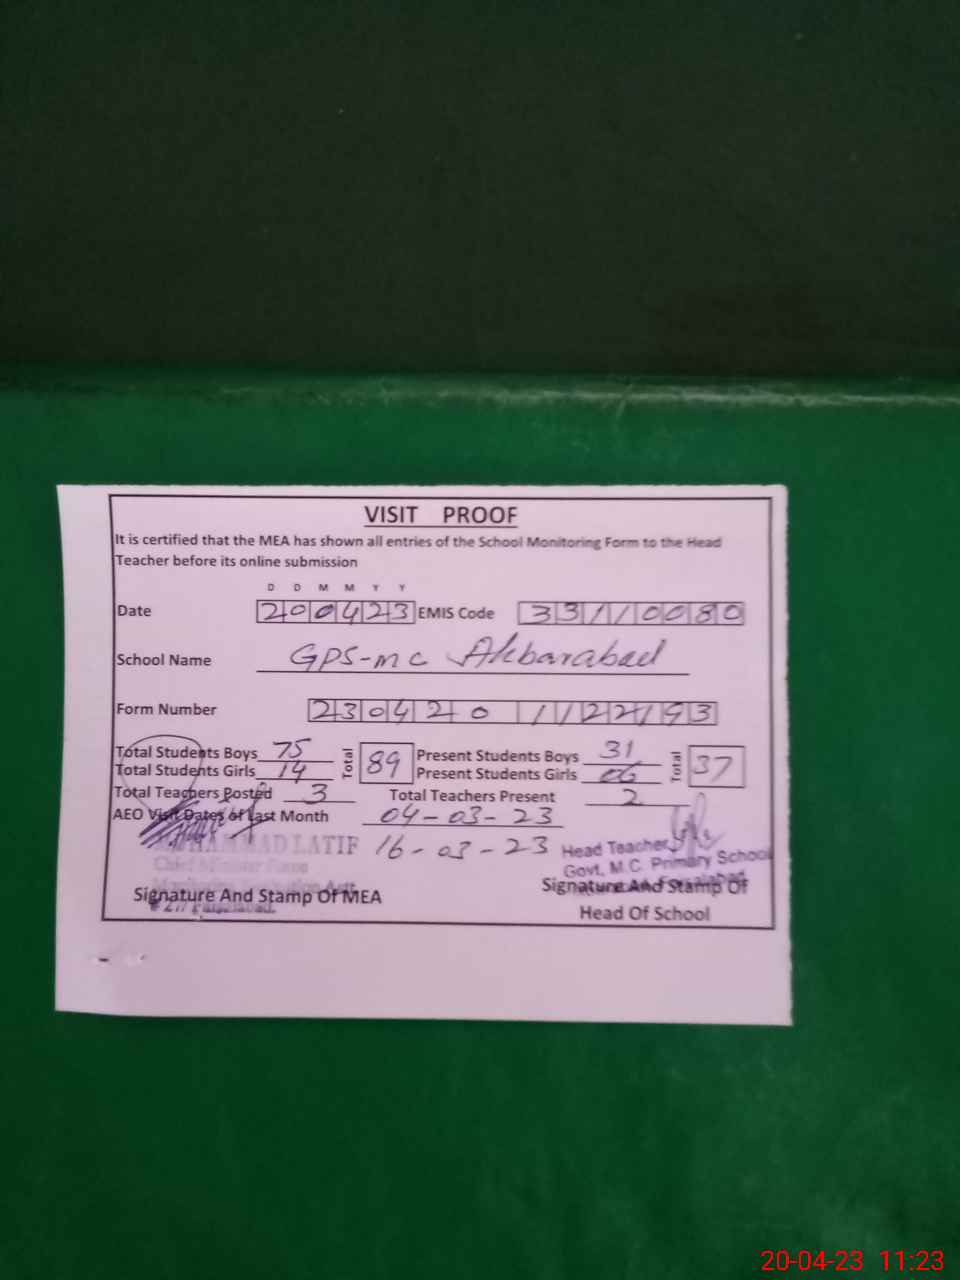 VISIT PROOF
It is certified that the MEA has shown all entries of the School Monitoring Form to the Head
Teacher before its online submission
D D M M Y Y
Date 200423 EMIS Code 33110080
School Name GPS-MC Akbarabad
Form Number 230420 1122193
Total Students Boys 75 Total 89 Present Students Boys 31 Total 37
Total Students Girls 14 Present Students Girls 06
Total Teachers Posted 3 Total Teachers Present 2
AEO Visit Dates of Last Month 04-03-23
MUHAMMAD LATIF 16-03-23
Head Teacher
Chief Minister
Govt. M.C. Primary School
Signature And Stamp Of MEA
Signature And Stamp Of
Head Of School
20-04-23 11:23